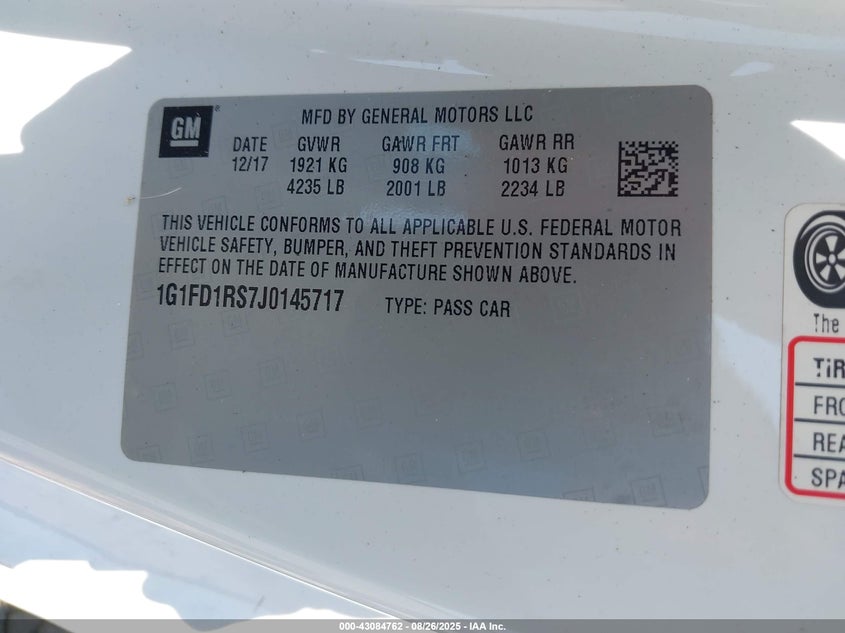 GM
MFD BY GENERAL MOTORS LLC
DATE GVWR GAWR FRT GAWR RR
12/17 1921 KG 908 KG 1013 KG
4235 LB 2001 LB 2234 LB
THIS VEHICLE CONFORMS TO ALL APPLICABLE U.S. FEDERAL MOTOR
VEHICLE SAFETY, BUMPER, AND THEFT PREVENTION STANDARDS IN
EFFECT ON THE DATE OF MANUFACTURE SHOWN ABOVE.
1G1FD1RS7J0145717 TYPE: PASS CAR
The
TIR
FRO
REA
SPA
000-43084762 - 08/26/2025 - IAA Inc.